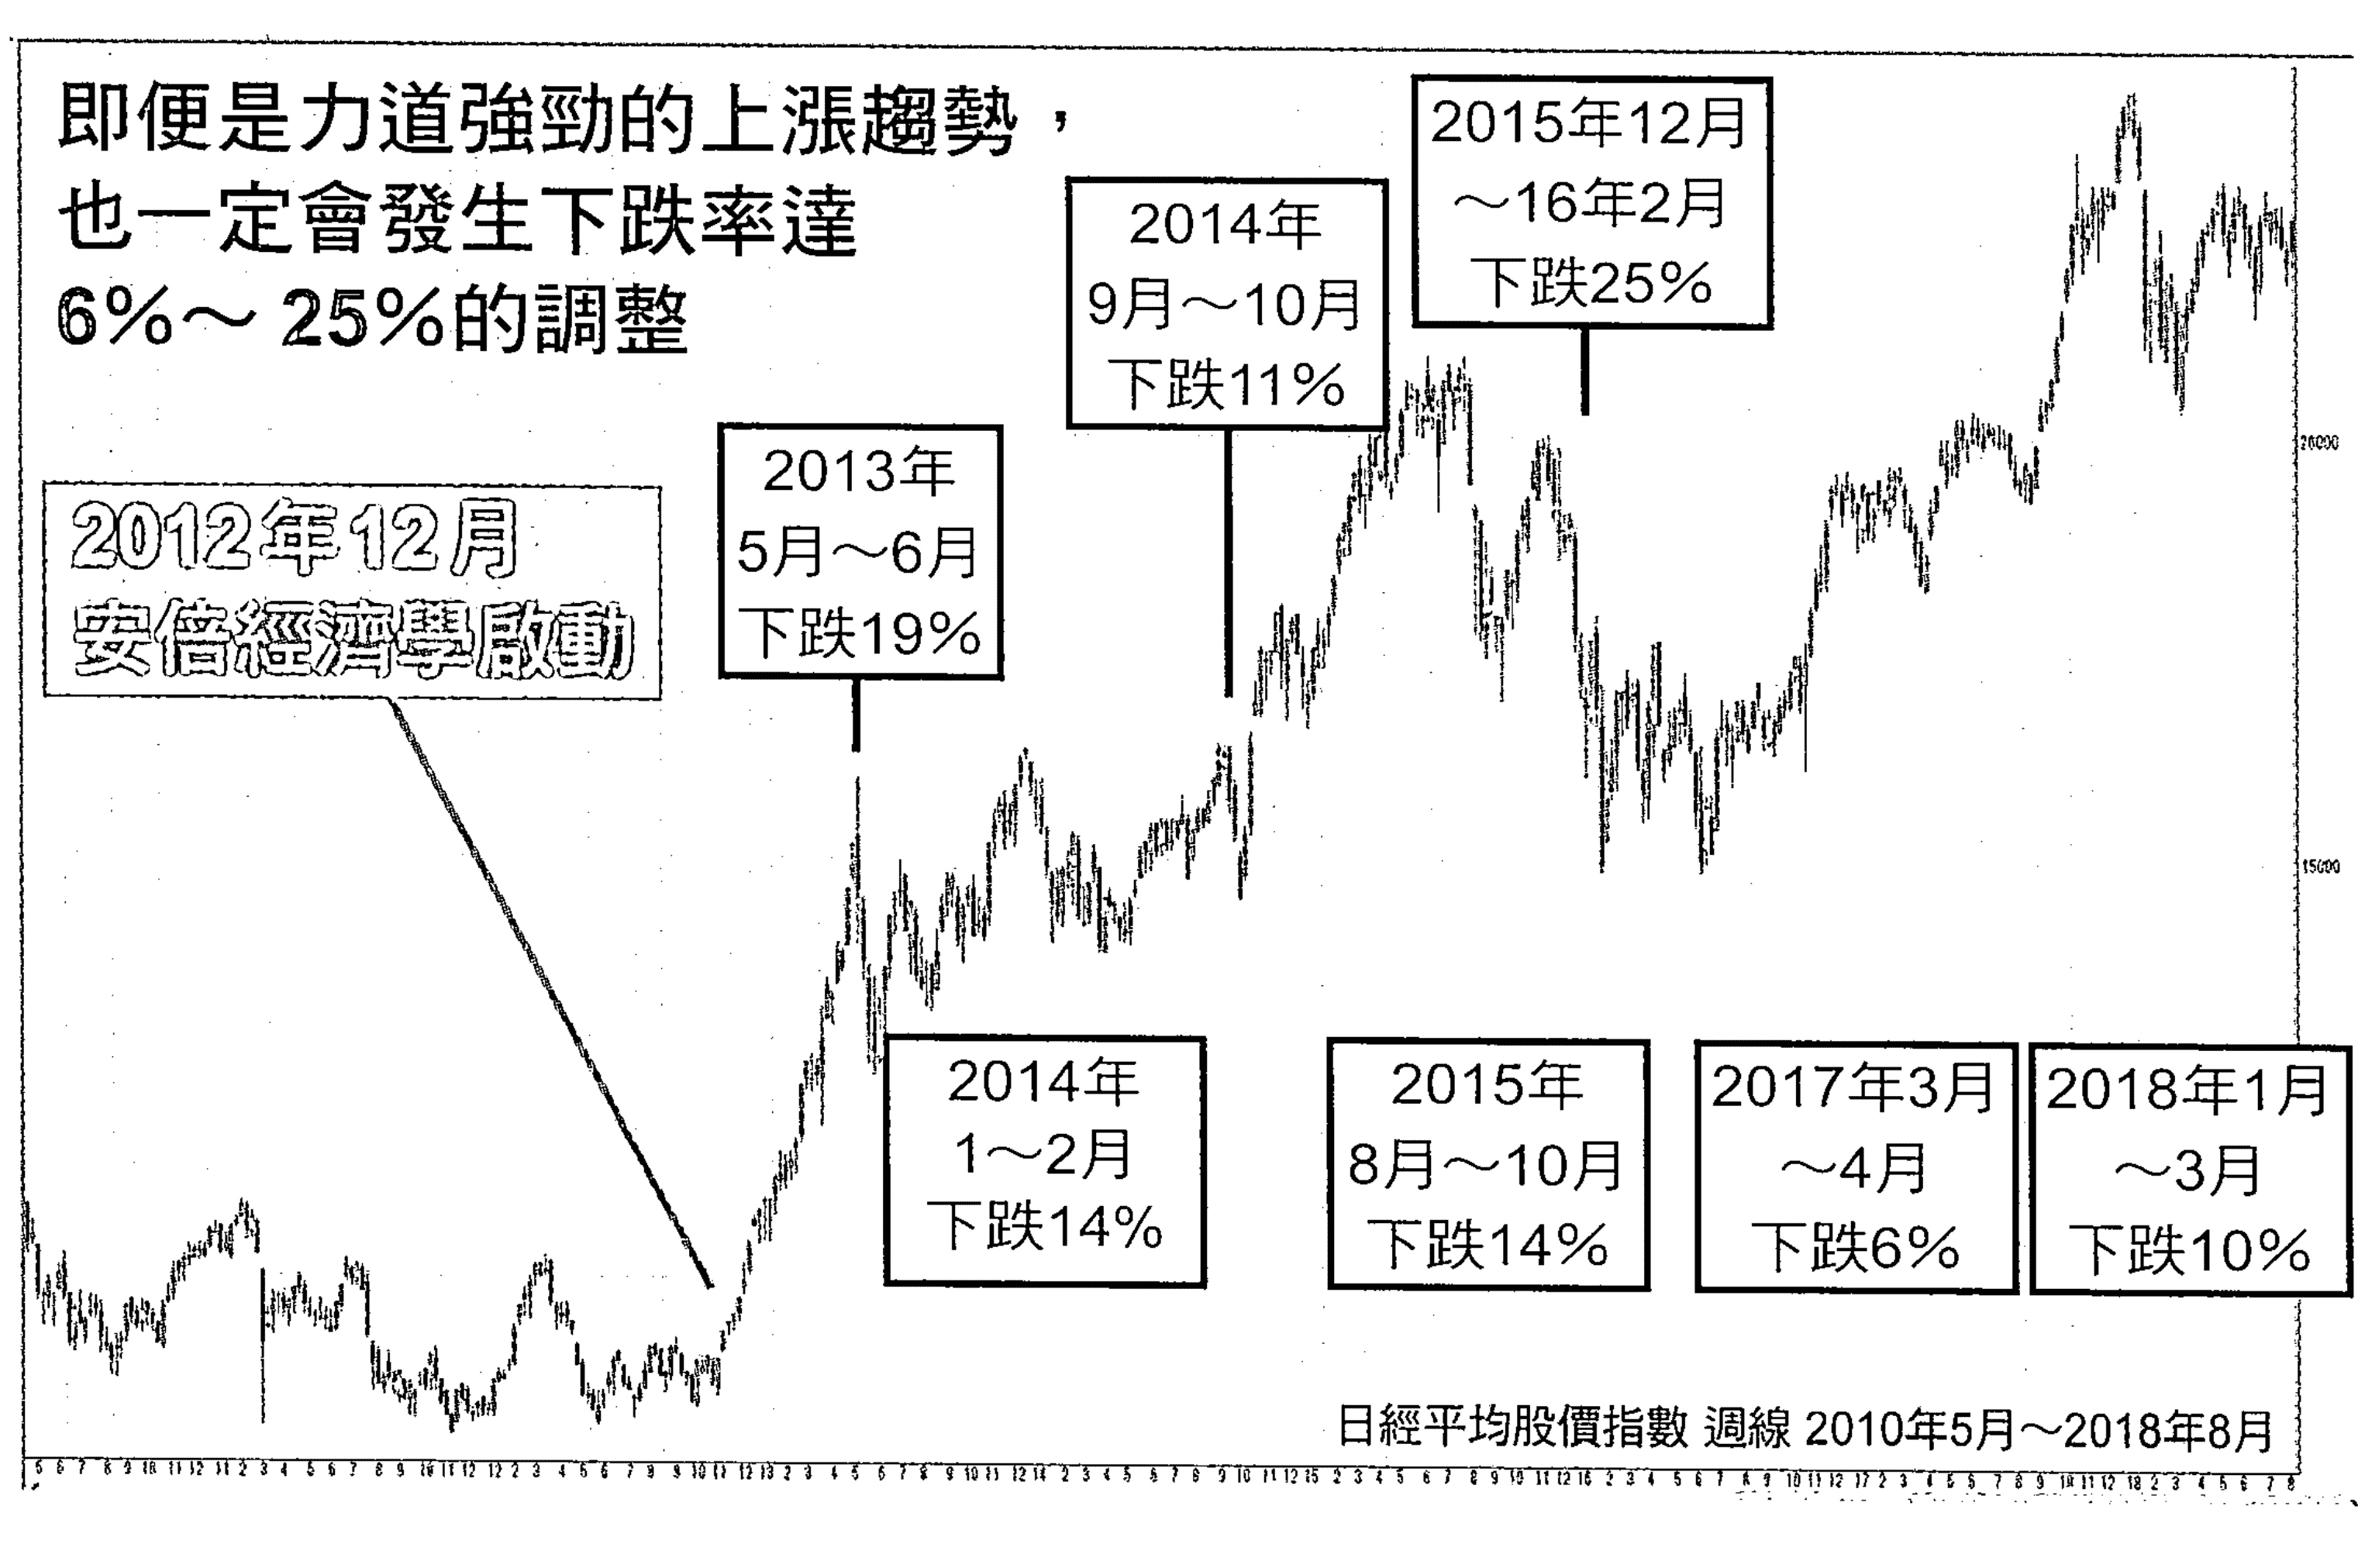 即便是力道強勁的上漲趨勢，
也一定會發生下跌率達
6%～25%的調整
2012年12月
安倍經濟學啟動
2013年
5月～6月
下跌19%
2014年
9月～10月
下跌11%
2015年12月
～16年2月
下跌25%
2014年
1～2月
下跌14%
2015年
8月～10月
下跌14%
2017年3月
～4月
下跌6%
2018年1月
～3月
下跌10%
20000
15000
日經平均股價指數 週線 2010年5月～2018年8月